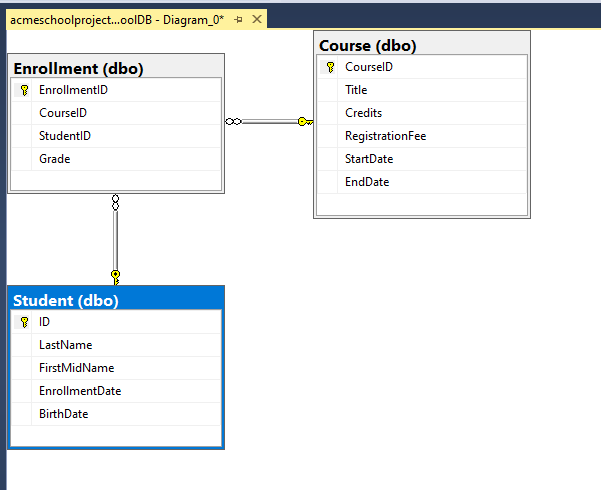 acmeschoolproject...oolDB - Diagram_0*
Enrollment (dbo)
EnrollmentID
CourseID
StudentID
Grade
Course (dbo)
CourseID
Title
Credits
RegistrationFee
StartDate
EndDate
Student (dbo)
ID
LastName
FirstMidName
EnrollmentDate
BirthDate